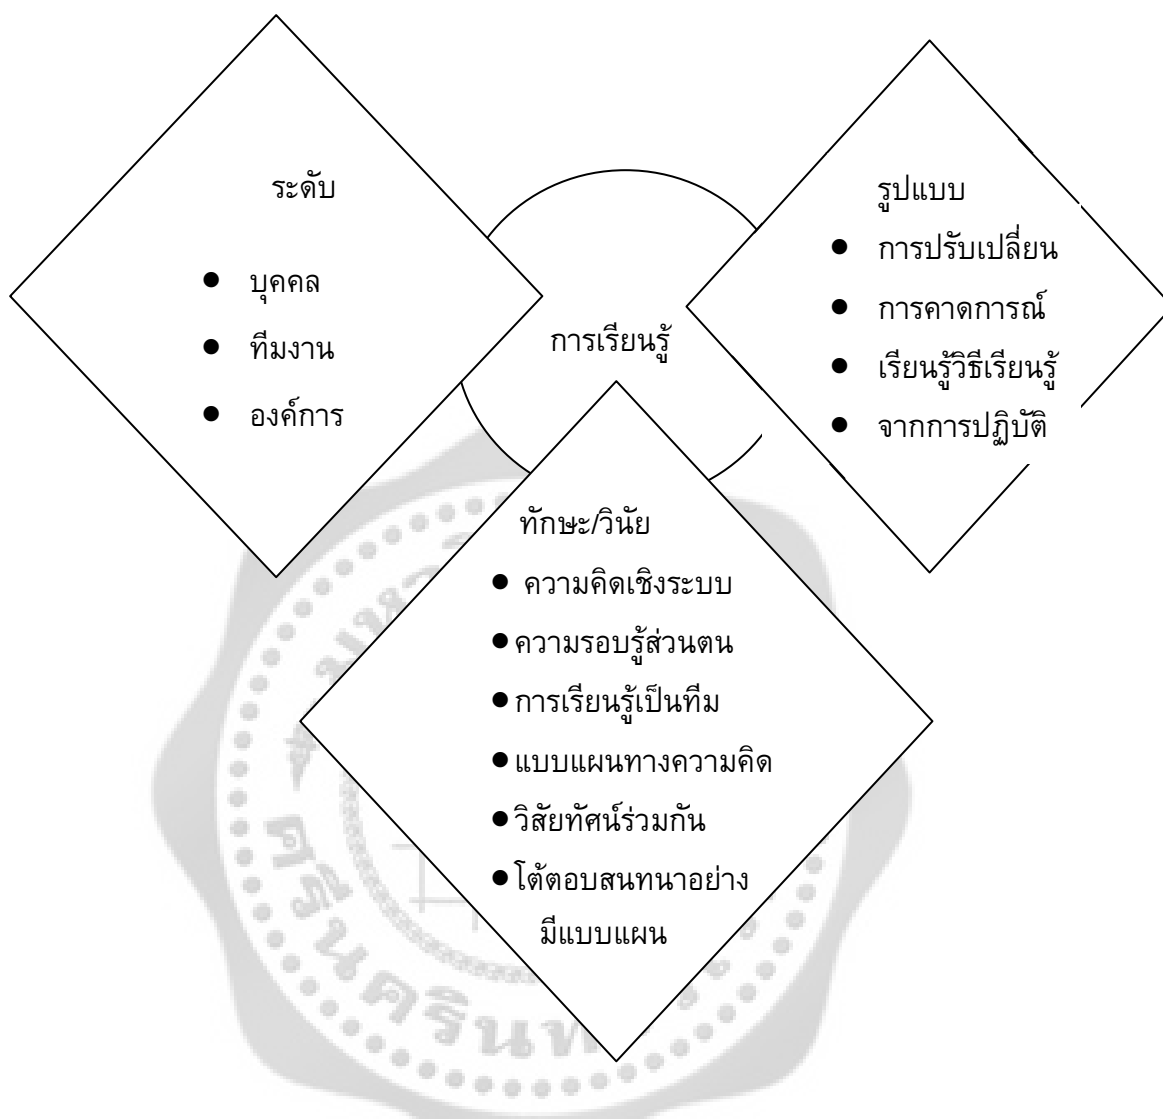 ระดับ
● บุคคล
● ทีมงาน
● องค์การ
การเรียนรู้
รูปแบบ
● การปรับเปลี่ยน
● การคาดการณ์
● เรียนรู้วิธีเรียนรู้
● จากการปฏิบัติ
ทักษะ/วินัย
● ความคิดเชิงระบบ
● ความรอบรู้ส่วนตน
● การเรียนรู้เป็นทีม
● แบบแผนทางความคิด
● วิสัยทัศน์ร่วมกัน
● โต้ตอบสนทนาอย่าง
มีแบบแผน